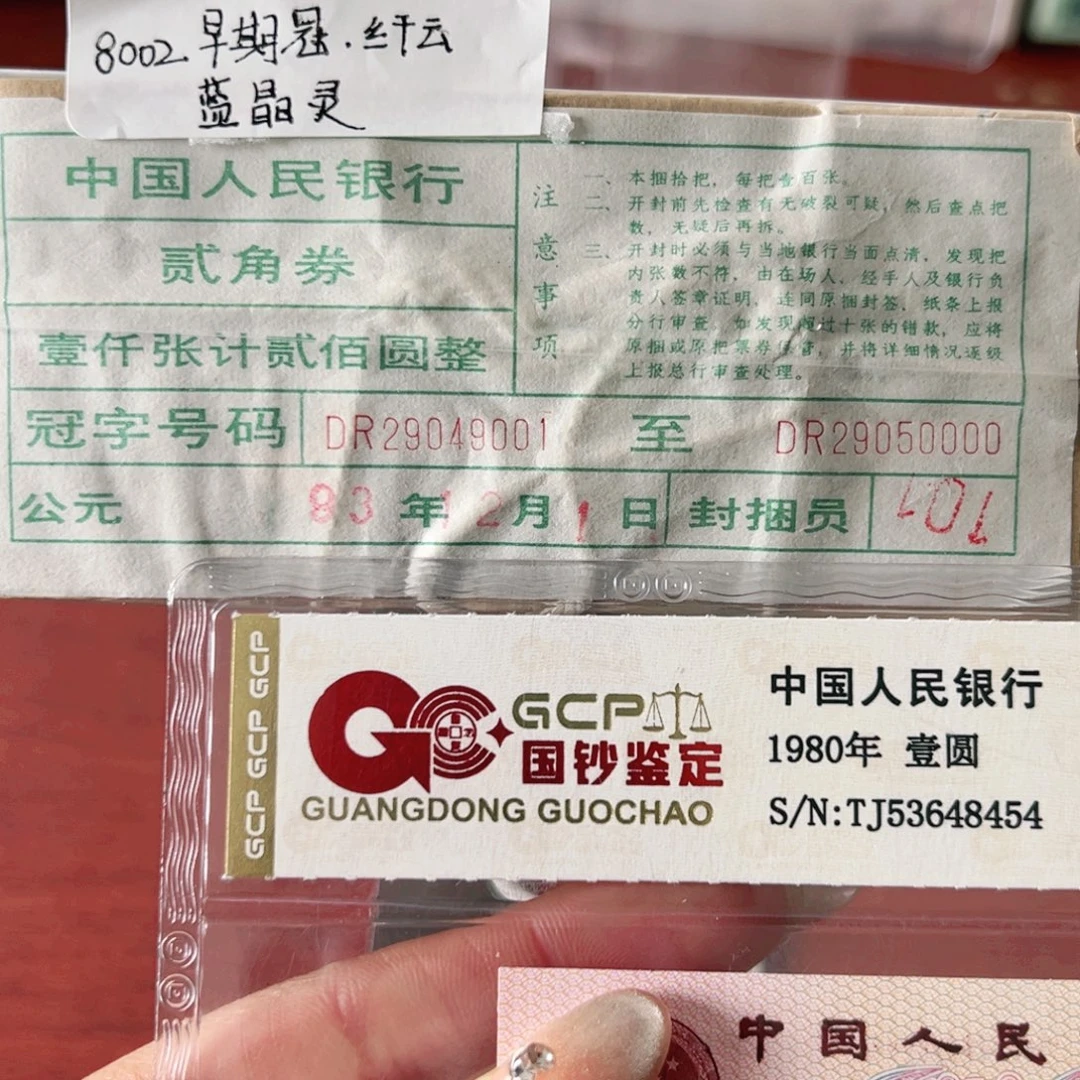 8002.早期冠.纤云
蓝晶灵
中国人民银行
贰角券
壹仟张计贰佰圆整
注意事项
一、本捆拾把，每把壹百张。
二、开封前先检查有无破裂可疑，然后查点把
数，无疑后再拆。
三、开封时必须与当地银行当面点清，发现把
内张数不符，由在场人、经手人及银行负
责人签章证明，连同原捆封签，纸条上报
分行审查。如发现超过十张的错款，应将
原捆或原把票券保管，并将详细情况逐级
上报总行审查处理。
冠字号码 DR29049001 至 DR29050000
公元 83 年12月1日 封捆员 101
GCP GCP GCP
GCP
国钞鉴定
GUANGDONG GUOCHAO
中国人民银行
1980年 壹圆
S/N:TJ53648454
中国人民